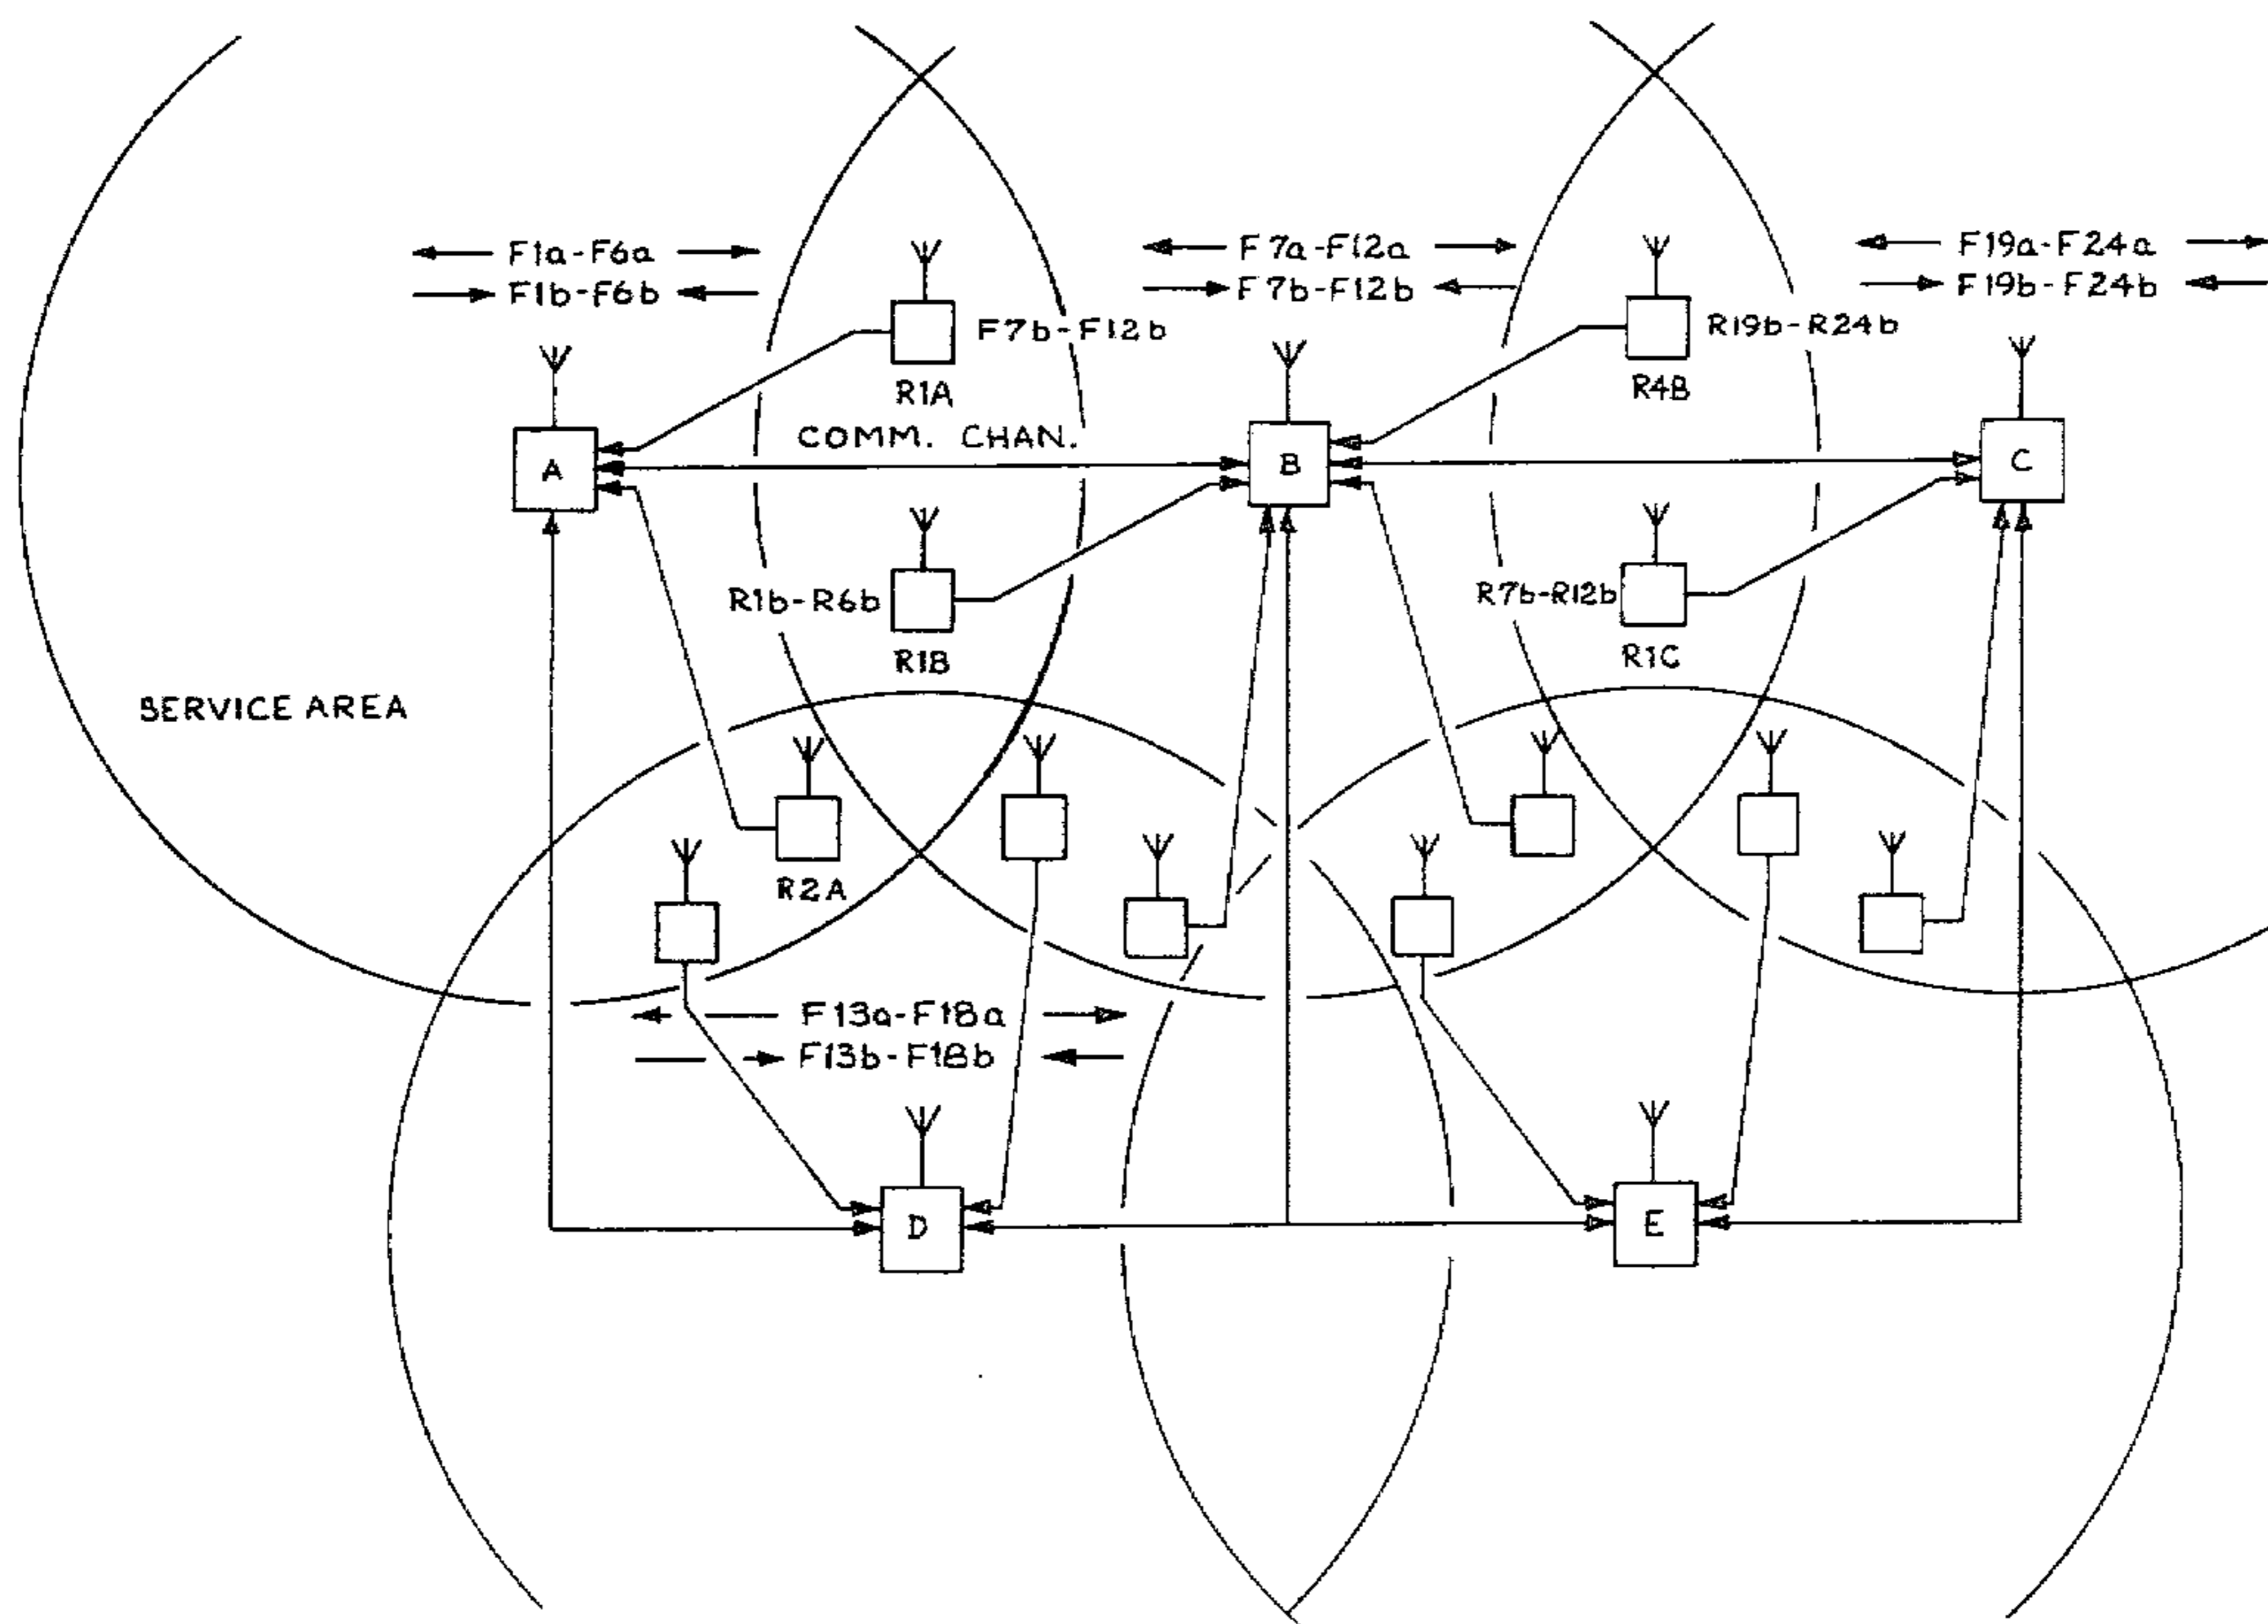 F1a-F6a
F1b-F6b
F7a-F12a
F7b-F12b
F19a-F24a
F19b-F24b
F7b-F12b
R1A
R19b-R24b
R4B
COMM. CHAN.
A
B
C
R1b-R6b
R1B
R7b-R12b
R1C
SERVICE AREA
R2A
F13a-F18a
F13b-F18b
D
E